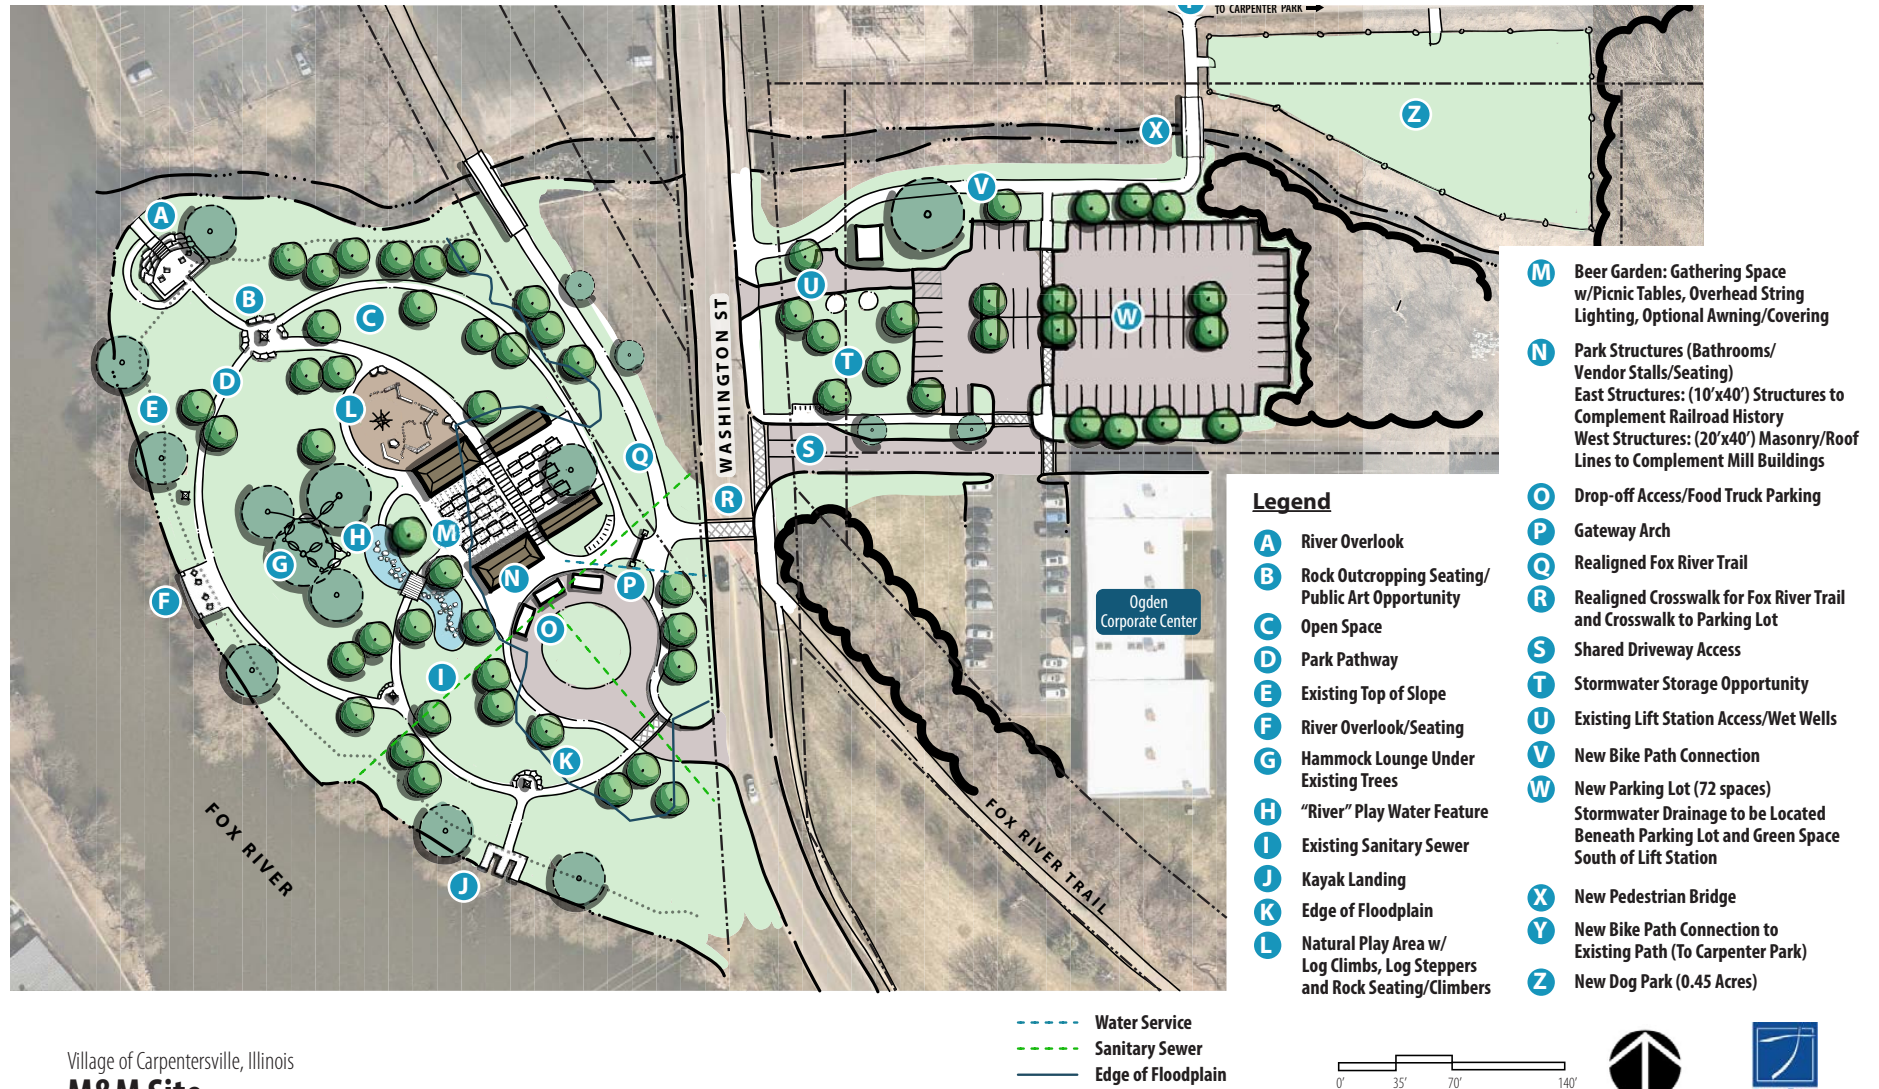 TO CARPENTER PARK
X
Z
V
A
B
C
U
W
WASHINGTON ST
D
T
E
L
Q
S
R
M
H
G
N
P
F
O
I
K
J
FOX RIVER
FOX RIVER TRAIL
Ogden
Corporate Center
Legend
A River Overlook
B Rock Outcropping Seating/
Public Art Opportunity
C Open Space
D Park Pathway
E Existing Top of Slope
F River Overlook/Seating
G Hammock Lounge Under
Existing Trees
H “River” Play Water Feature
I Existing Sanitary Sewer
J Kayak Landing
K Edge of Floodplain
L Natural Play Area w/
Log Climbs, Log Steppers
and Rock Seating/Climbers
M Beer Garden: Gathering Space
w/Picnic Tables, Overhead String
Lighting, Optional Awning/Covering
N Park Structures (Bathrooms/
Vendor Stalls/Seating)
East Structures: (10’x40’) Structures to
Complement Railroad History
West Structures: (20’x40’) Masonry/Roof
Lines to Complement Mill Buildings
O Drop-off Access/Food Truck Parking
P Gateway Arch
Q Realigned Fox River Trail
R Realigned Crosswalk for Fox River Trail
and Crosswalk to Parking Lot
S Shared Driveway Access
T Stormwater Storage Opportunity
U Existing Lift Station Access/Wet Wells
V New Bike Path Connection
W New Parking Lot (72 spaces)
Stormwater Drainage to be Located
Beneath Parking Lot and Green Space
South of Lift Station
X New Pedestrian Bridge
Y New Bike Path Connection to
Existing Path (To Carpenter Park)
Z New Dog Park (0.45 Acres)
Water Service
Sanitary Sewer
Edge of Floodplain
0’ 35’ 70’ 140’
Village of Carpentersville, Illinois
M&M Site